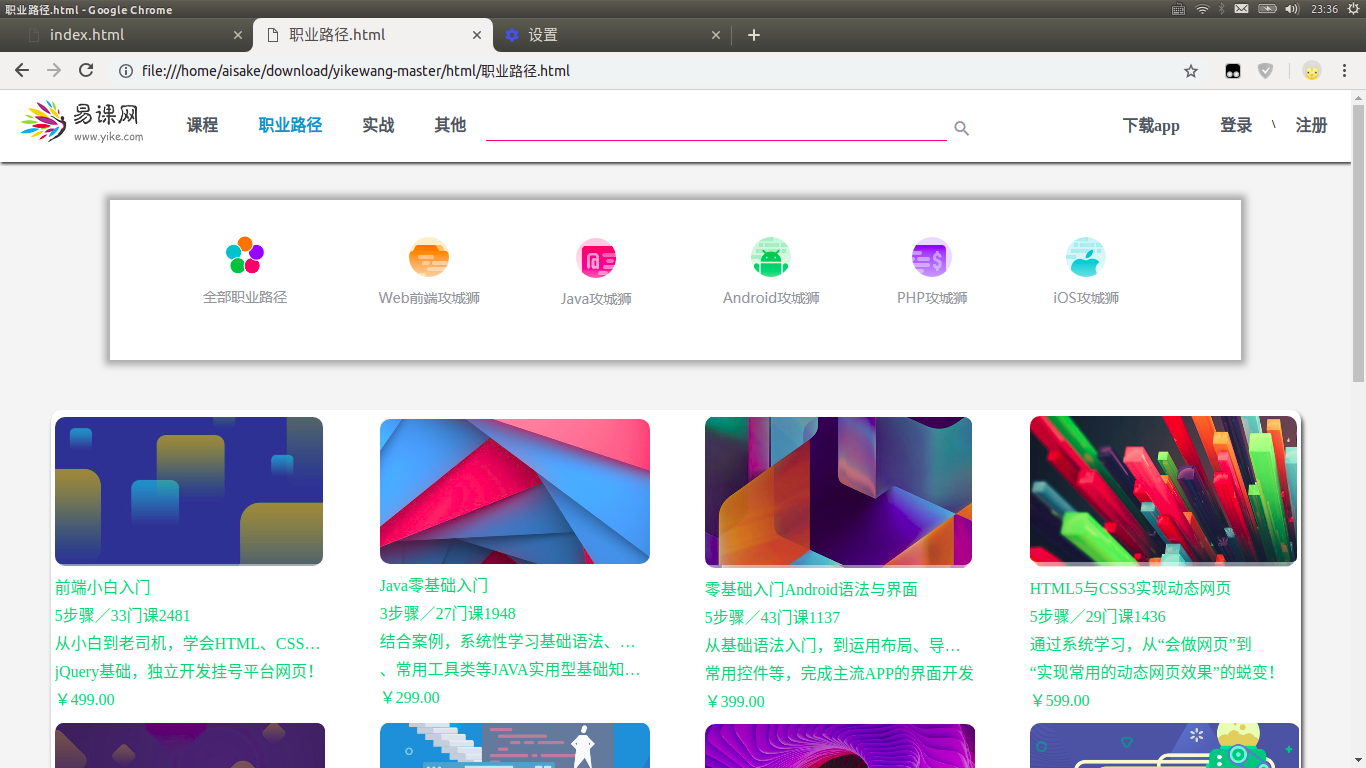 职业路径.html - Google Chrome
23:36
index.html
职业路径.html
设置
file:///home/aisake/download/yikewang-master/html/职业路径.html
易课网
www.yike.com
课程
职业路径
实战
其他
下载app
登录
\
注册
全部职业路径
Web前端攻城狮
Java攻城狮
Android攻城狮
PHP攻城狮
iOS攻城狮
前端小白入门
5步骤／33门课2481
从小白到老司机，学会HTML、CSS…
jQuery基础，独立开发挂号平台网页！
￥499.00
Java零基础入门
3步骤／27门课1948
结合案例，系统性学习基础语法、…
、常用工具类等JAVA实用型基础知…
￥299.00
零基础入门Android语法与界面
5步骤／43门课1137
从基础语法入门，到运用布局、导…
常用控件等，完成主流APP的界面开发
￥399.00
HTML5与CSS3实现动态网页
5步骤／29门课1436
通过系统学习，从“会做网页”到
“实现常用的动态网页效果”的蜕变！
￥599.00